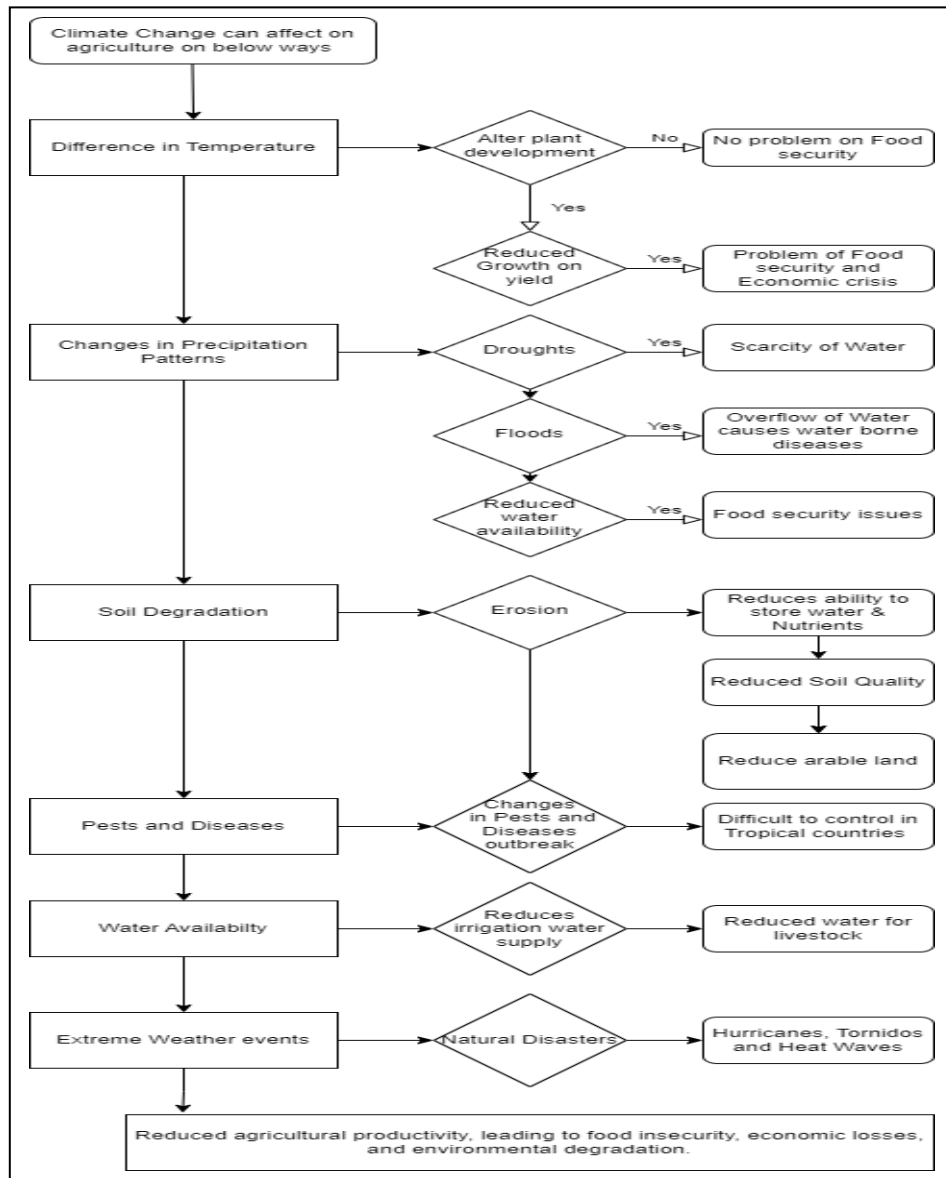 Climate Change can affect on
agriculture on below ways
Difference in Temperature
Alter plant
development
No
No problem on Food
security
Yes
Reduced
Growth on
yield
Yes
Problem of Food
security and
Economic crisis
Changes in Precipitation
Patterns
Droughts
Yes
Scarcity of Water
Floods
Yes
Overflow of Water
causes water borne
diseases
Reduced
water
availability
Yes
Food security issues
Soil Degradation
Erosion
Reduces ability to
store water &
Nutrients
Reduced Soil Quality
Reduce arable land
Pests and Diseases
Changes
in Pests and
Diseases
outbreak
Difficult to control in
Tropical countries
Water Availabilty
Reduces
irrigation water
supply
Reduced water for
livestock
Extreme Weather events
Natural Disasters
Hurricanes, Tornidos
and Heat Waves
Reduced agricultural productivity, leading to food insecurity, economic losses,
and environmental degradation.